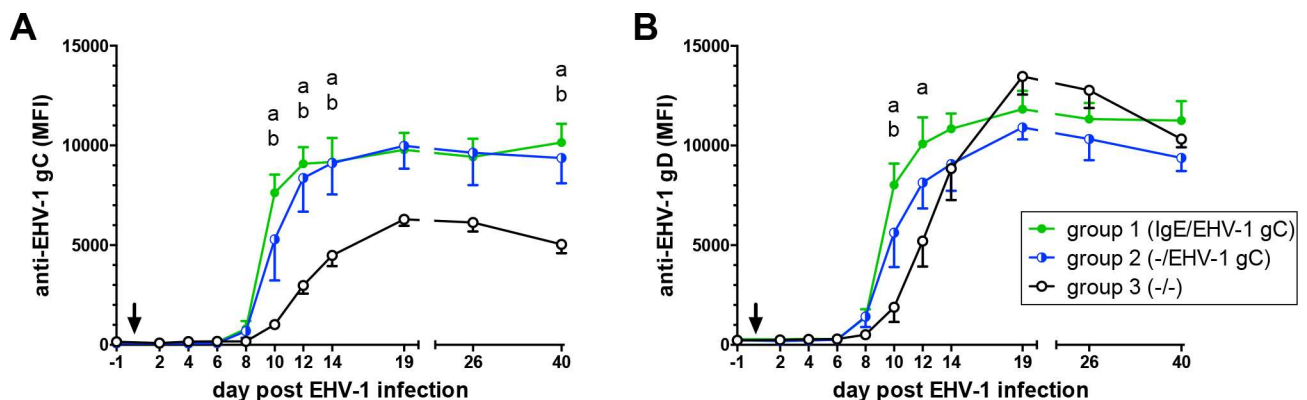 A
anti-EHV-1 gC (MFI)
15000
10000
5000
0
a
b
a
b
a
b
a
b
-1 2 4 6 8 10 12 14 19 26 40
day post EHV-1 infection
B
anti-EHV-1 gD (MFI)
15000
10000
5000
0
a
b
a
-1 2 4 6 8 10 12 14 19 26 40
day post EHV-1 infection
group 1 (IgE/EHV-1 gC)
group 2 (-/EHV-1 gC)
group 3 (-/-)